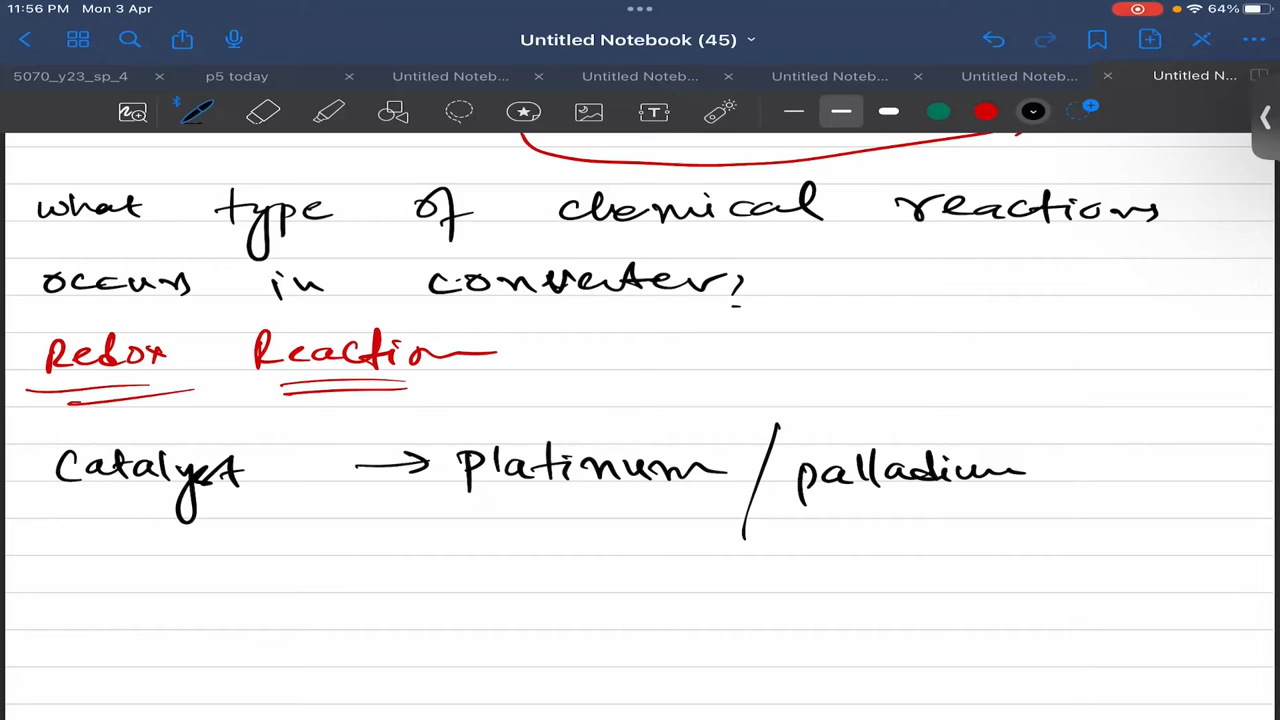 11:56 PM Mon 3 Apr
64%
Untitled Notebook (45)
5070_y23_sp_4
p5 today
Untitled Noteb...
Untitled Noteb...
Untitled Noteb...
Untitled Noteb...
Untitled N...
what type of chemical reactions
occurs in converter?
Redox Reaction
Catalyst → platinum / palladium